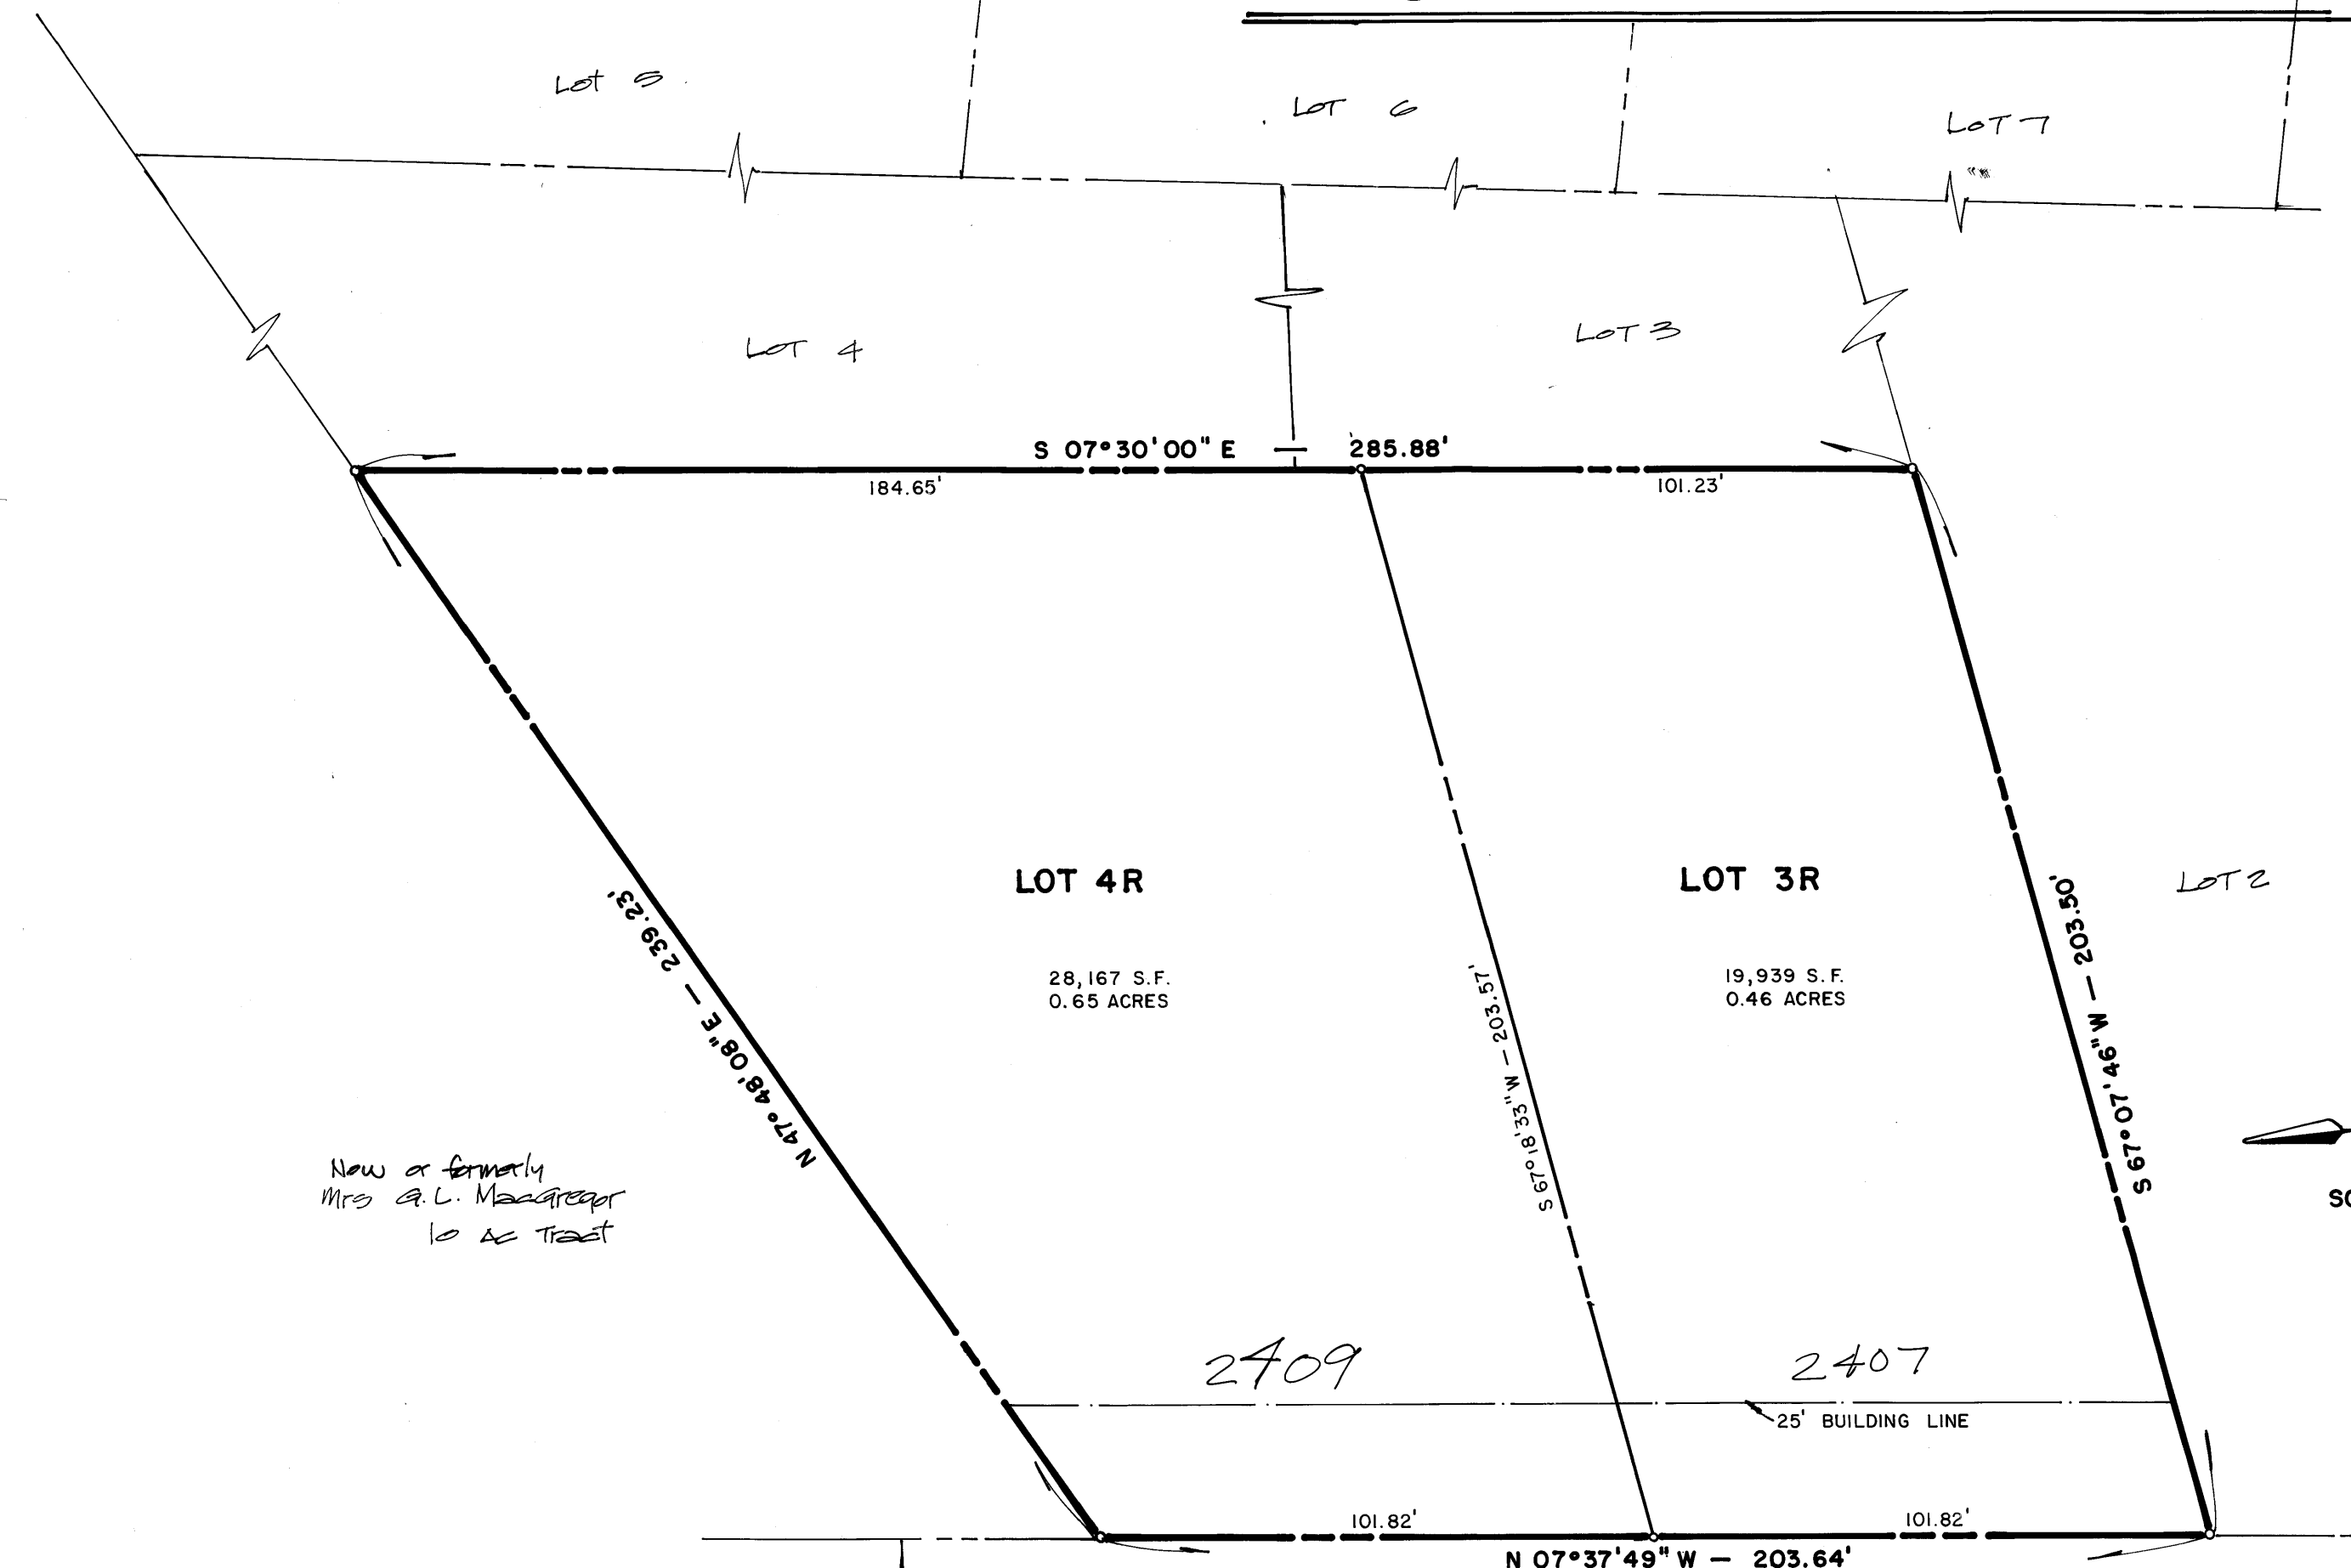 Lot 5
LOT 6
LOT 7
LOT 4
LOT 3
S 07°30'00" E — 285.88'
184.65'
101.23'
LOT 4R
28,167 S.F.
0.65 ACRES
LOT 3R
19,939 S.F.
0.46 ACRES
LOT 2
N 47° 48' 08" E — 239.23'
S 67°18'33" W — 203.57'
S 67°07'46" W — 203.50'
Now or formerly
Mrs G.L. MacGregor
10 Ac Tract
2409
2407
25' BUILDING LINE
101.82'
101.82'
N 07°37'49" W — 203.64'